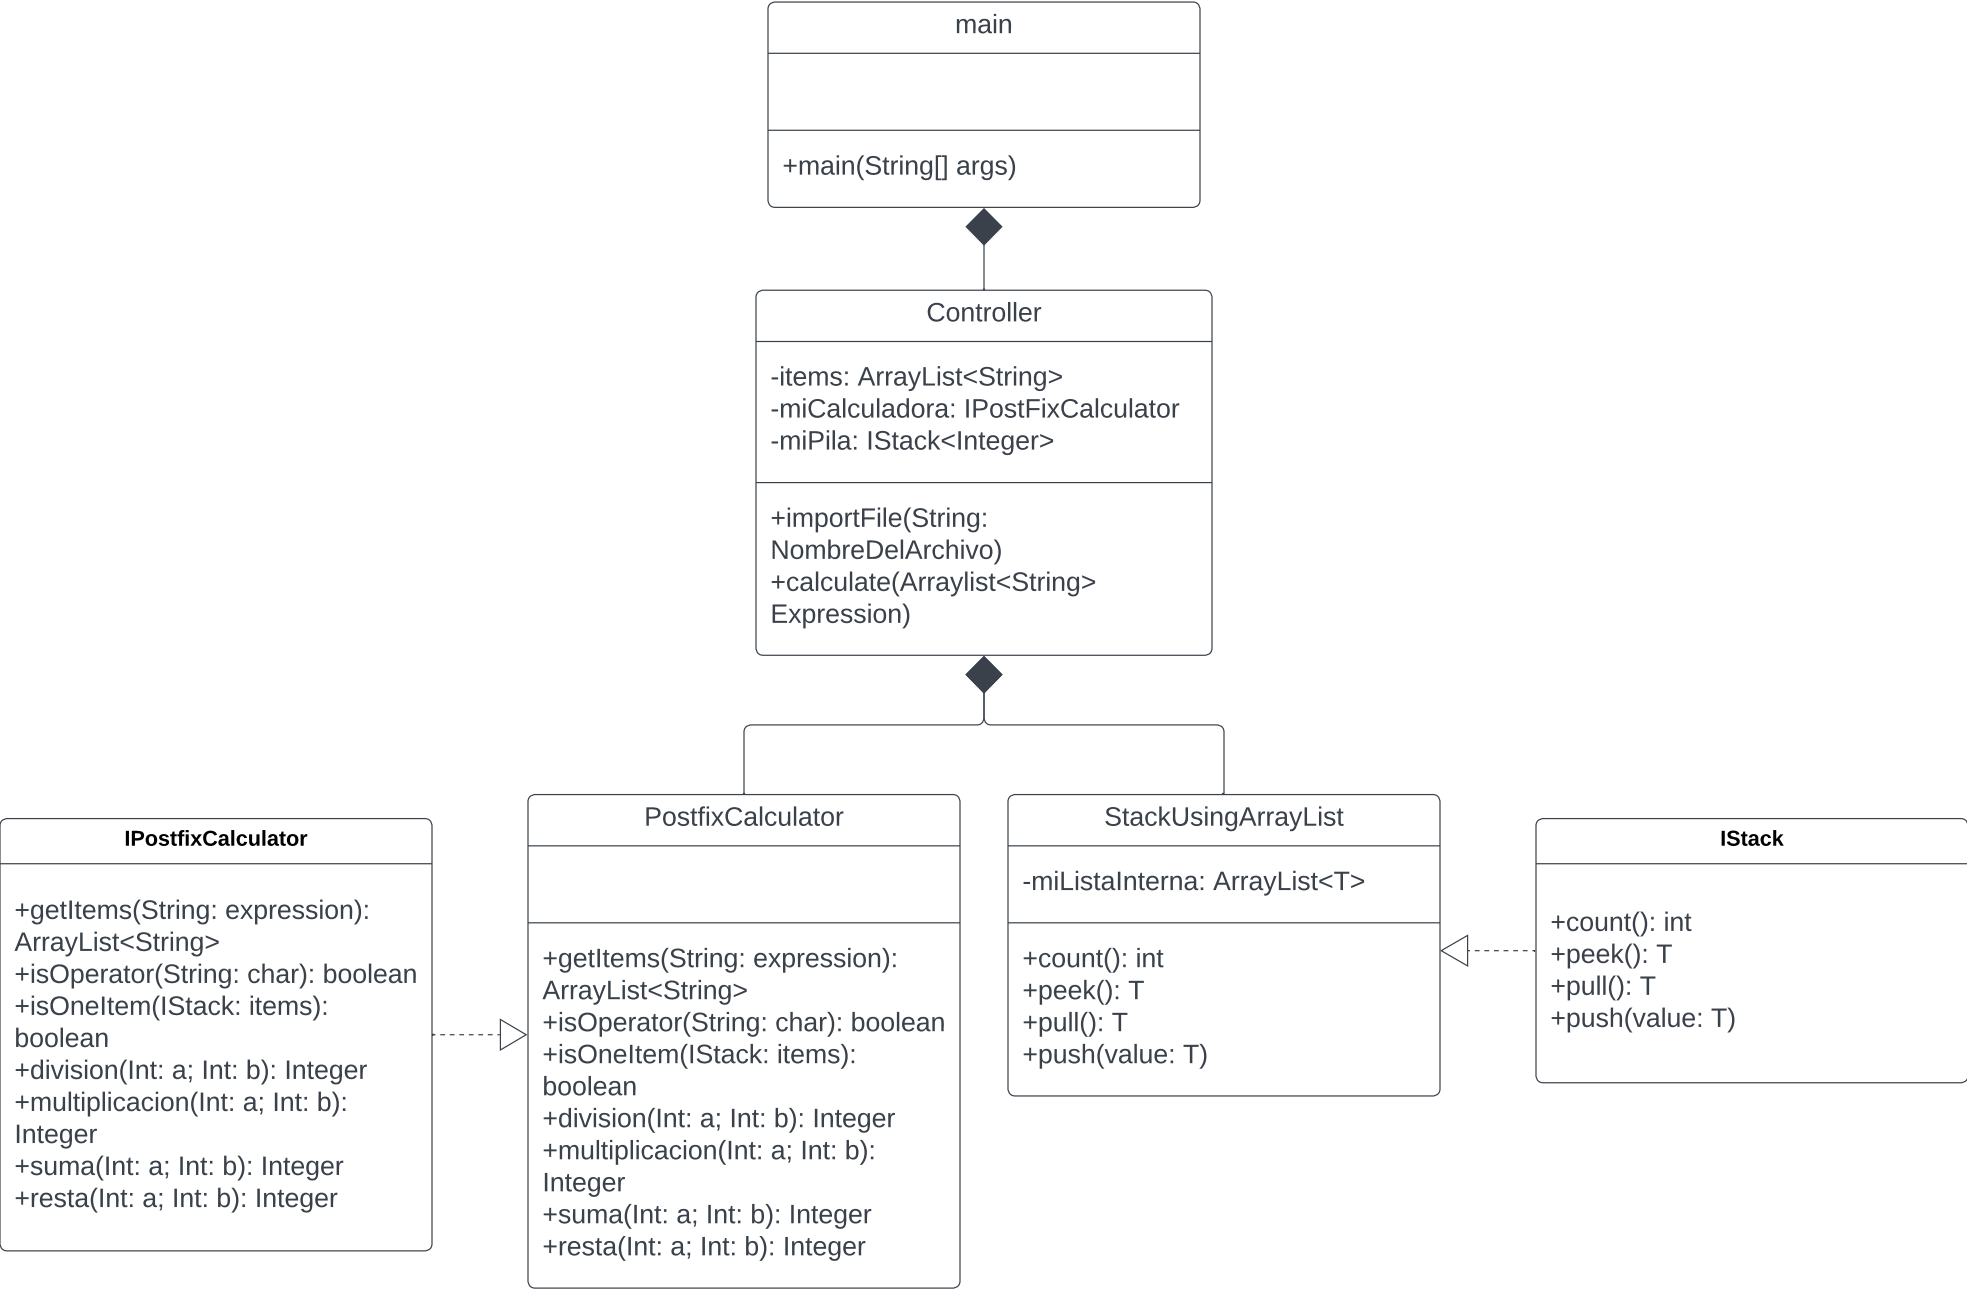 main
+main(String[] args)
Controller
-items: ArrayList<String>
-miCalculadora: IPostFixCalculator
-miPila: IStack<Integer>
+importFile(String:
NombreDelArchivo)
+calculate(Arraylist<String>
Expression)
IPostfixCalculator
+getItems(String: expression):
ArrayList<String>
+isOperator(String: char): boolean
+isOneItem(IStack: items):
boolean
+division(Int: a; Int: b): Integer
+multiplicacion(Int: a; Int: b):
Integer
+suma(Int: a; Int: b): Integer
+resta(Int: a; Int: b): Integer
PostfixCalculator
+getItems(String: expression):
ArrayList<String>
+isOperator(String: char): boolean
+isOneItem(IStack: items):
boolean
+division(Int: a; Int: b): Integer
+multiplicacion(Int: a; Int: b):
Integer
+suma(Int: a; Int: b): Integer
+resta(Int: a; Int: b): Integer
StackUsingArrayList
-miListaInterna: ArrayList<T>
+count(): int
+peek(): T
+pull(): T
+push(value: T)
IStack
+count(): int
+peek(): T
+pull(): T
+push(value: T)